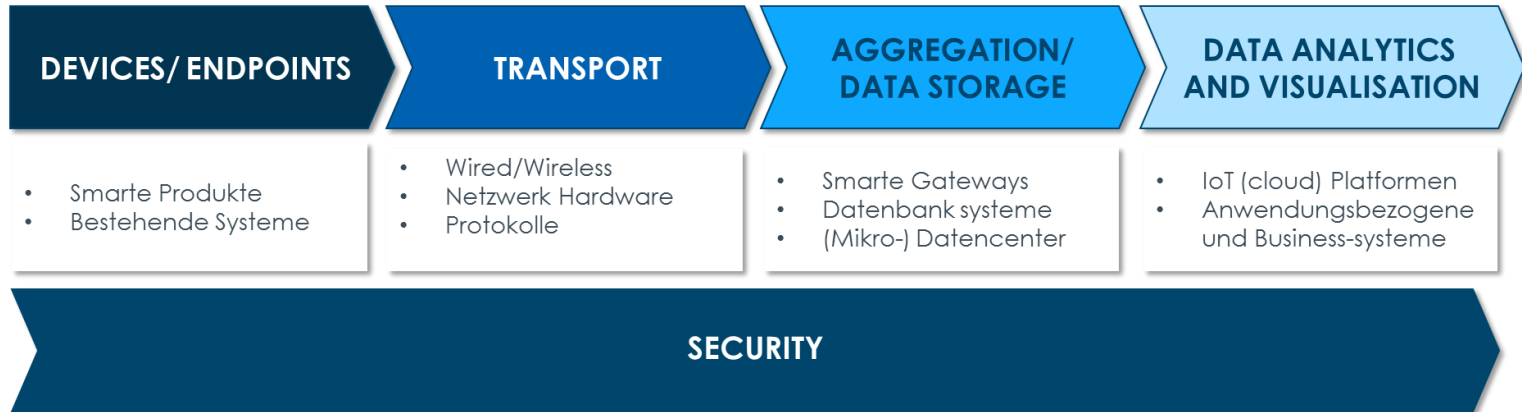 DEVICES/ ENDPOINTS
TRANSPORT
AGGREGATION/
DATA STORAGE
DATA ANALYTICS
AND VISUALISATION
• Smarte Produkte
• Bestehende Systeme
• Wired/Wireless
• Netzwerk Hardware
• Protokolle
• Smarte Gateways
• Datenbank systeme
• (Mikro-) Datencenter
• IoT (cloud) Platformen
• Anwendungsbezogene
und Business-systeme
SECURITY